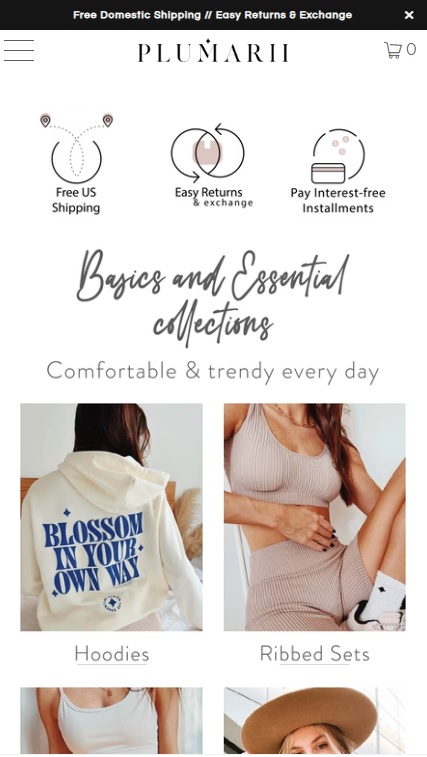 Free Domestic Shipping // Easy Returns & Exchange
PLUMARII
0
Free US
Shipping
Easy Returns
& exchange
Pay Interest-free
Installments
Basics and Essential
collections
Comfortable & trendy every day
BLOSSOM
IN YOUR
OWN WAY
Hoodies
Ribbed Sets